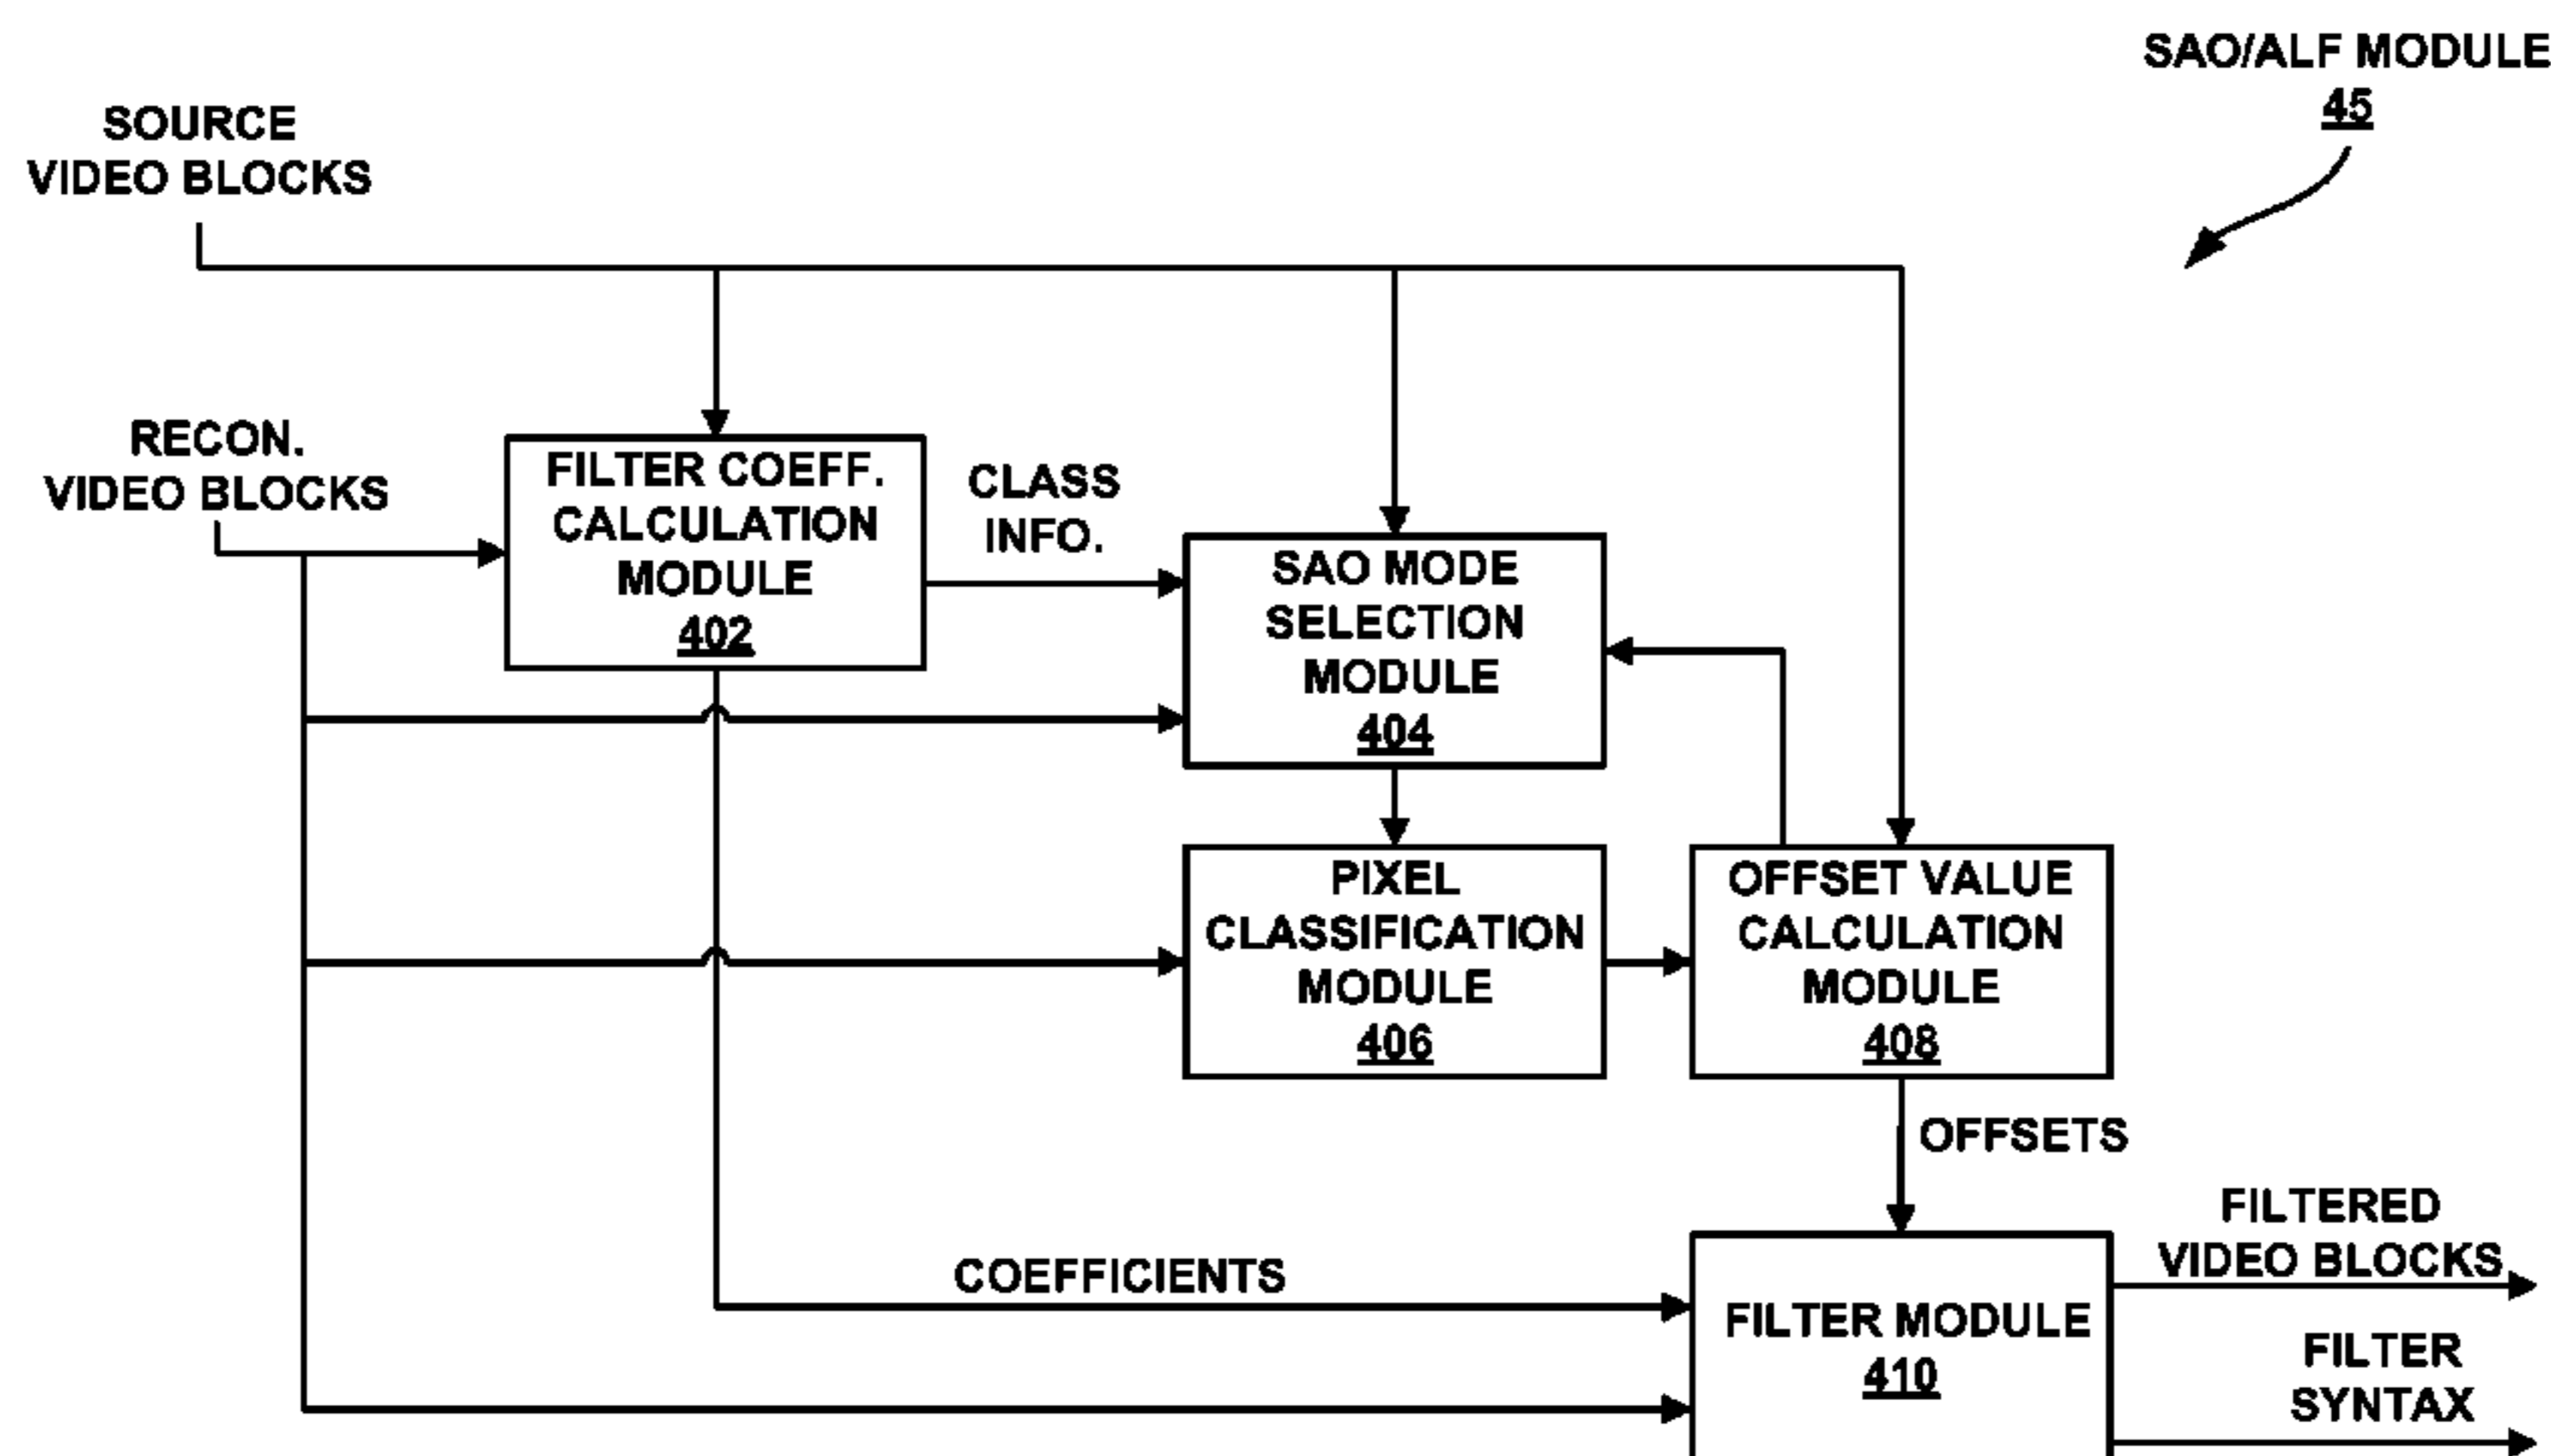 SAO/ALF MODULE
45
SOURCE
VIDEO BLOCKS
RECON.
VIDEO BLOCKS
FILTER COEFF.
CALCULATION
MODULE
402
CLASS
INFO.
SAO MODE
SELECTION
MODULE
404
PIXEL
CLASSIFICATION
MODULE
406
OFFSET VALUE
CALCULATION
MODULE
408
OFFSETS
COEFFICIENTS
FILTER MODULE
410
FILTERED
VIDEO BLOCKS
FILTER
SYNTAX